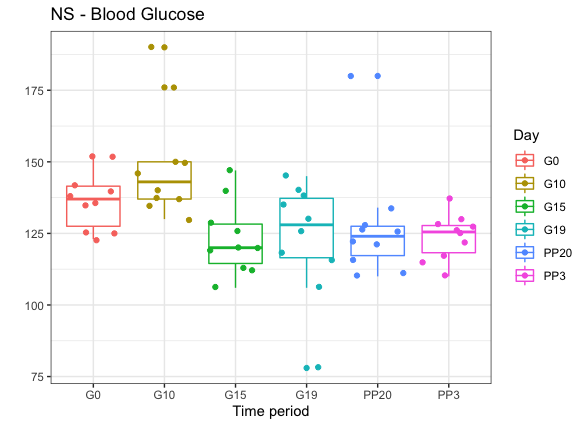 NS - Blood Glucose
175
150
125
100
75
G0 G10 G15 G19 PP20 PP3
Time period
Day
G0
G10
G15
G19
PP20
PP3